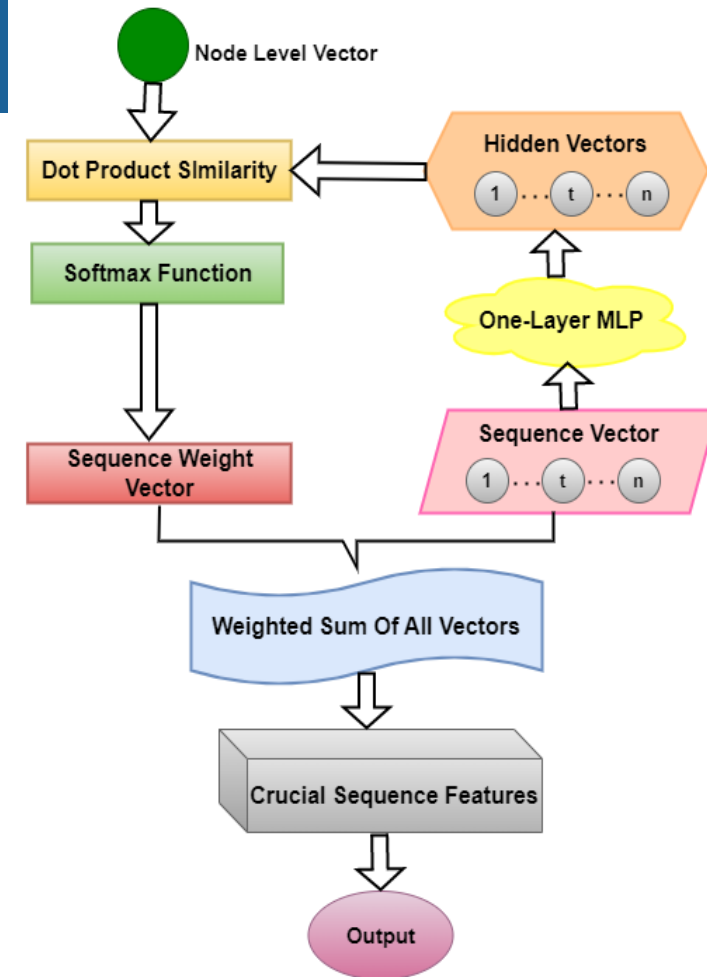 Node Level Vector
Dot Product SImilarity
Hidden Vectors
1 ... t ... n
Softmax Function
One-Layer MLP
Sequence Weight
Vector
Sequence Vector
1 ... t ... n
Weighted Sum Of All Vectors
Crucial Sequence Features
Output